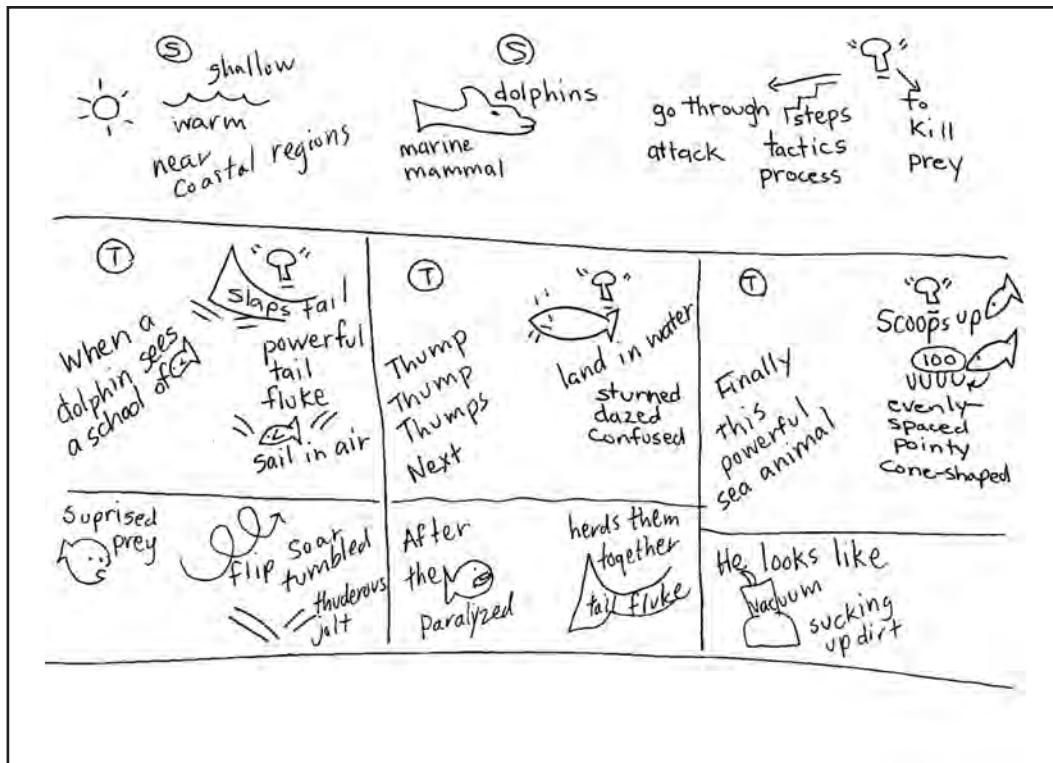 S
shallow
warm
near
coastal regions
S
dolphins
marine
mammal
go through steps
attack tactics
process
to
kill
prey
T
when a
dolphin sees
a school of
slaps tail
powerful
tail
fluke
sail in air
T
Thump
Thump
Thumps
Next
land in water
sturned
dazed
confused
T
Finally
this
powerful
sea animal
Scoops up
100
evenly-
spaced
pointy
cone-shaped
suprised
prey
flip
soar
tumbled
thuderous
jolt
After
the
paralyzed
herds them
together
tail fluke
He looks like
Vacuum
sucking
up dirt